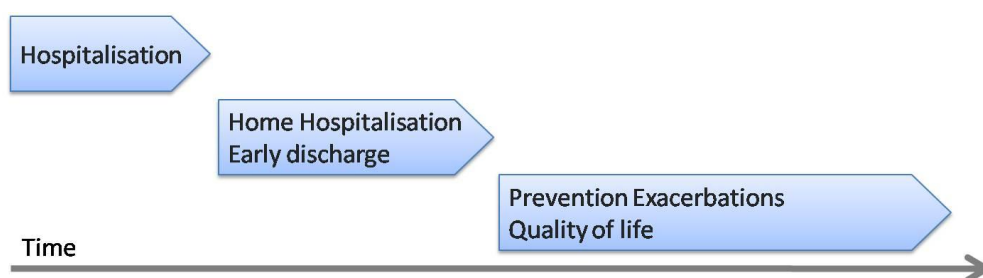 Hospitalisation
Home Hospitalisation
Early discharge
Prevention Exacerbations
Quality of life
Time